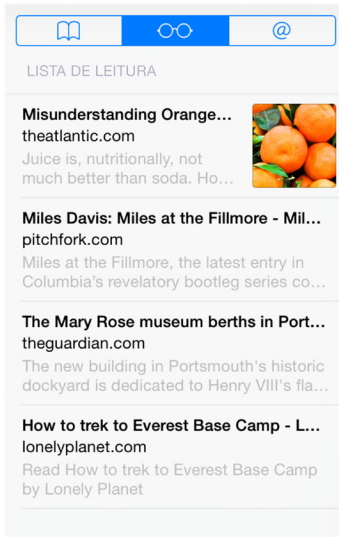 @
LISTA DE LEITURA
Misunderstanding Orange...
theatlantic.com
Juice is, nutritionally, not
much better than soda. Ho...
Miles Davis: Miles at the Fillmore - Mil...
pitchfork.com
Miles at the Fillmore, the latest entry in
Columbia's revelatory bootleg series co...
The Mary Rose museum berths in Port...
theguardian.com
The new building in Portsmouth's historic
dockyard is dedicated to Henry VIII's fla...
How to trek to Everest Base Camp - L...
lonelyplanet.com
Read How to trek to Everest Base Camp
by Lonely Planet